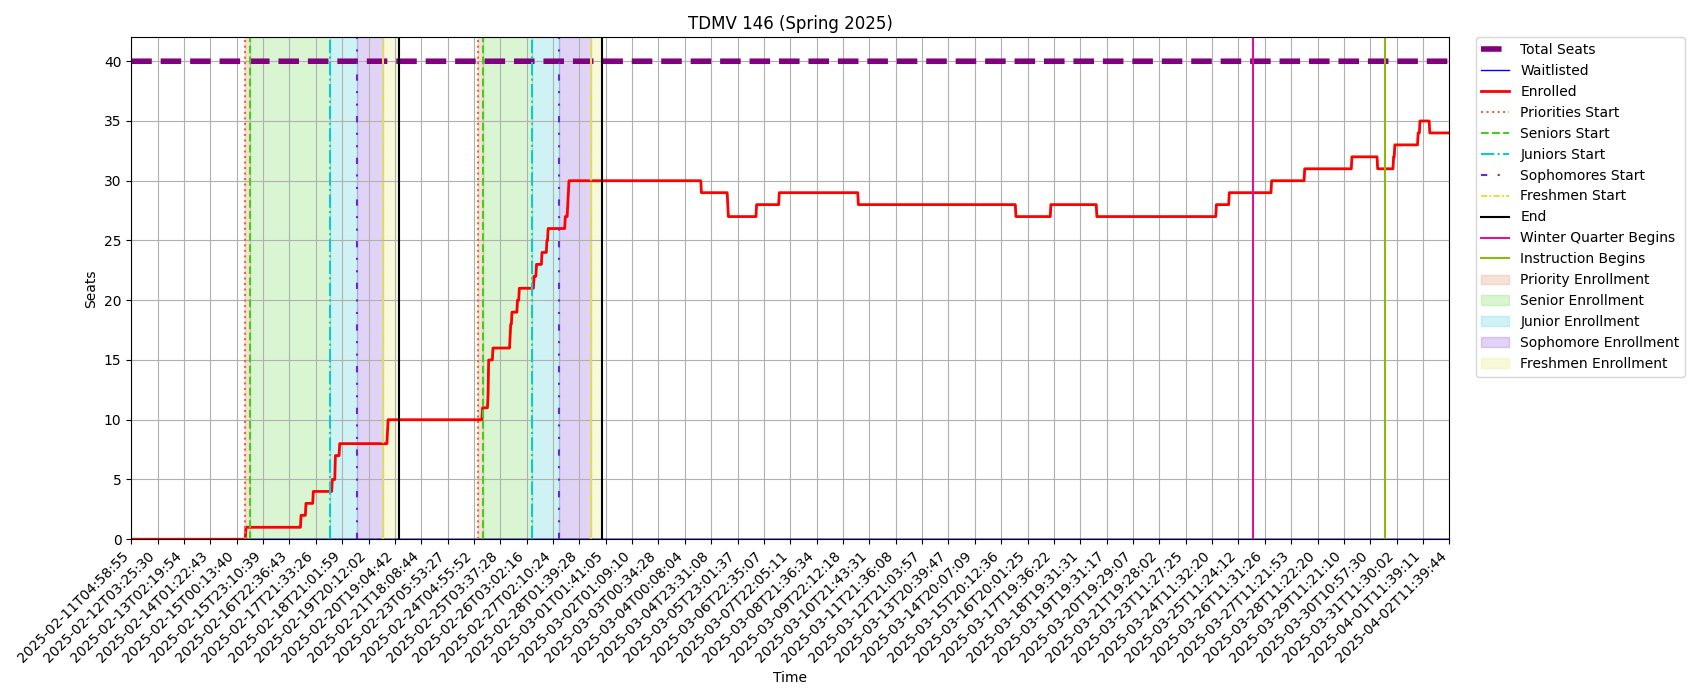 TDMV 146 (Spring 2025)
Total Seats
Waitlisted
Enrolled
Priorities Start
Seniors Start
Juniors Start
Sophomores Start
Freshmen Start
End
Winter Quarter Begins
Instruction Begins
Priority Enrollment
Senior Enrollment
Junior Enrollment
Sophomore Enrollment
Freshmen Enrollment
Seats
40
35
30
25
20
15
10
5
0
2025-02-11T04:58:55
2025-02-12T03:25:30
2025-02-13T02:19:54
2025-02-14T01:22:43
2025-02-15T00:13:40
2025-02-15T23:10:39
2025-02-16T22:36:43
2025-02-17T21:33:26
2025-02-18T21:01:59
2025-02-19T20:12:02
2025-02-20T19:04:42
2025-02-21T18:08:44
2025-02-23T05:53:27
2025-02-24T04:55:52
2025-02-25T03:37:28
2025-02-26T03:02:16
2025-02-27T02:10:24
2025-02-28T01:39:28
2025-03-01T01:41:05
2025-03-02T01:09:10
2025-03-03T00:34:28
2025-03-04T00:08:04
2025-03-04T23:31:08
2025-03-05T23:01:37
2025-03-06T22:35:07
2025-03-07T22:05:11
2025-03-08T21:36:34
2025-03-09T22:12:18
2025-03-10T21:43:31
2025-03-11T21:36:08
2025-03-12T21:03:57
2025-03-13T20:39:47
2025-03-14T20:07:09
2025-03-15T20:12:36
2025-03-16T20:01:25
2025-03-17T19:36:22
2025-03-18T19:31:31
2025-03-19T19:31:17
2025-03-20T19:29:07
2025-03-21T19:28:02
2025-03-23T11:27:25
2025-03-24T11:32:20
2025-03-25T11:24:12
2025-03-26T11:31:26
2025-03-27T11:21:53
2025-03-28T11:22:20
2025-03-29T11:21:10
2025-03-30T10:57:30
2025-03-31T11:30:02
2025-04-01T11:39:11
2025-04-02T11:39:44
Time